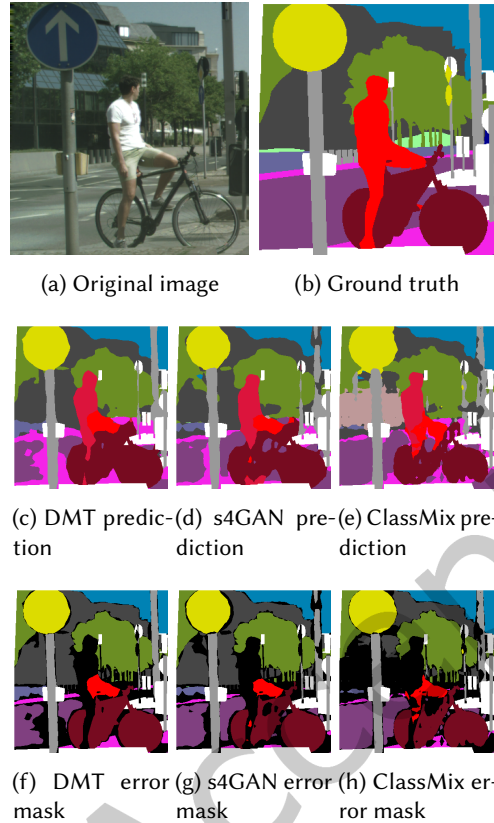 (a) Original image
(b) Ground truth
(c) DMT predic-
tion
(d) s4GAN pre-
diction
(e) ClassMix pre-
diction
(f) DMT error
mask
(g) s4GAN error
mask
(h) ClassMix er-
ror mask
Accep